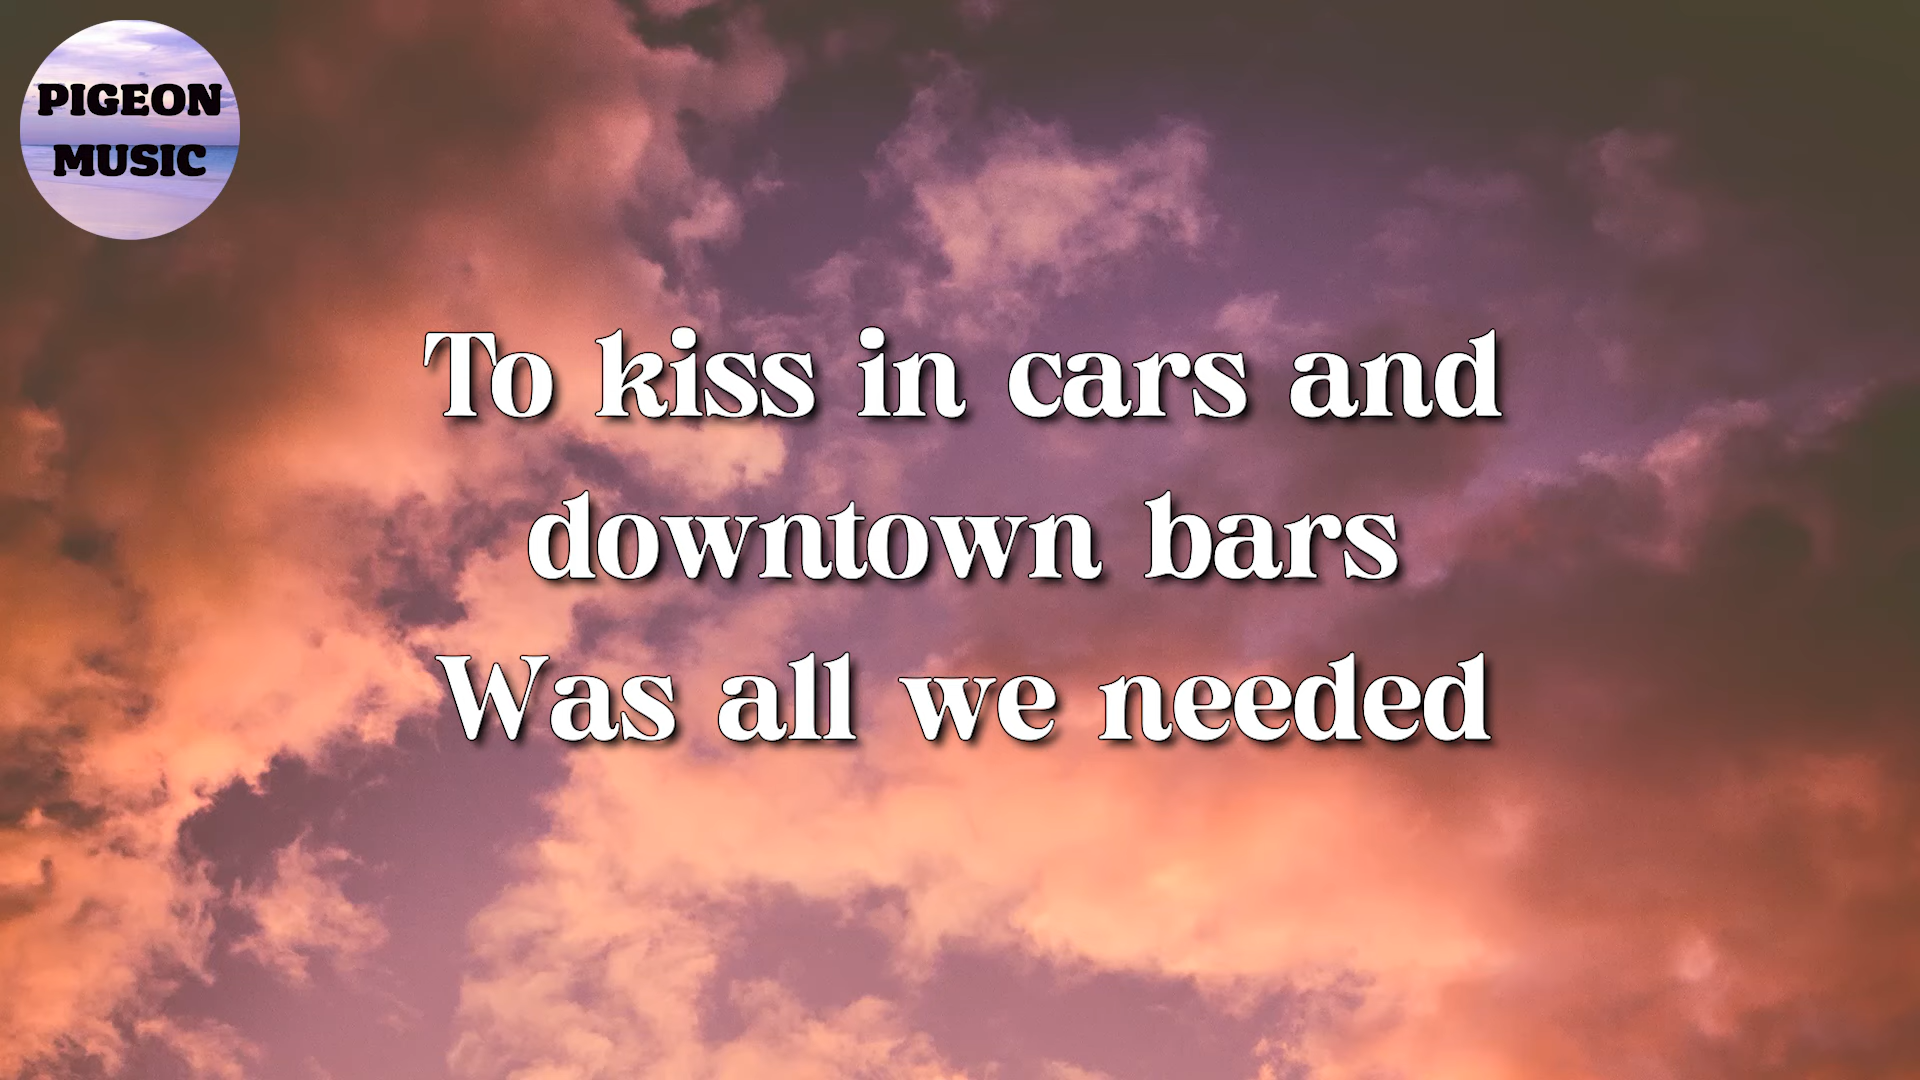 PIGEON
MUSIC
To kiss in cars and
downtown bars
Was all we needed